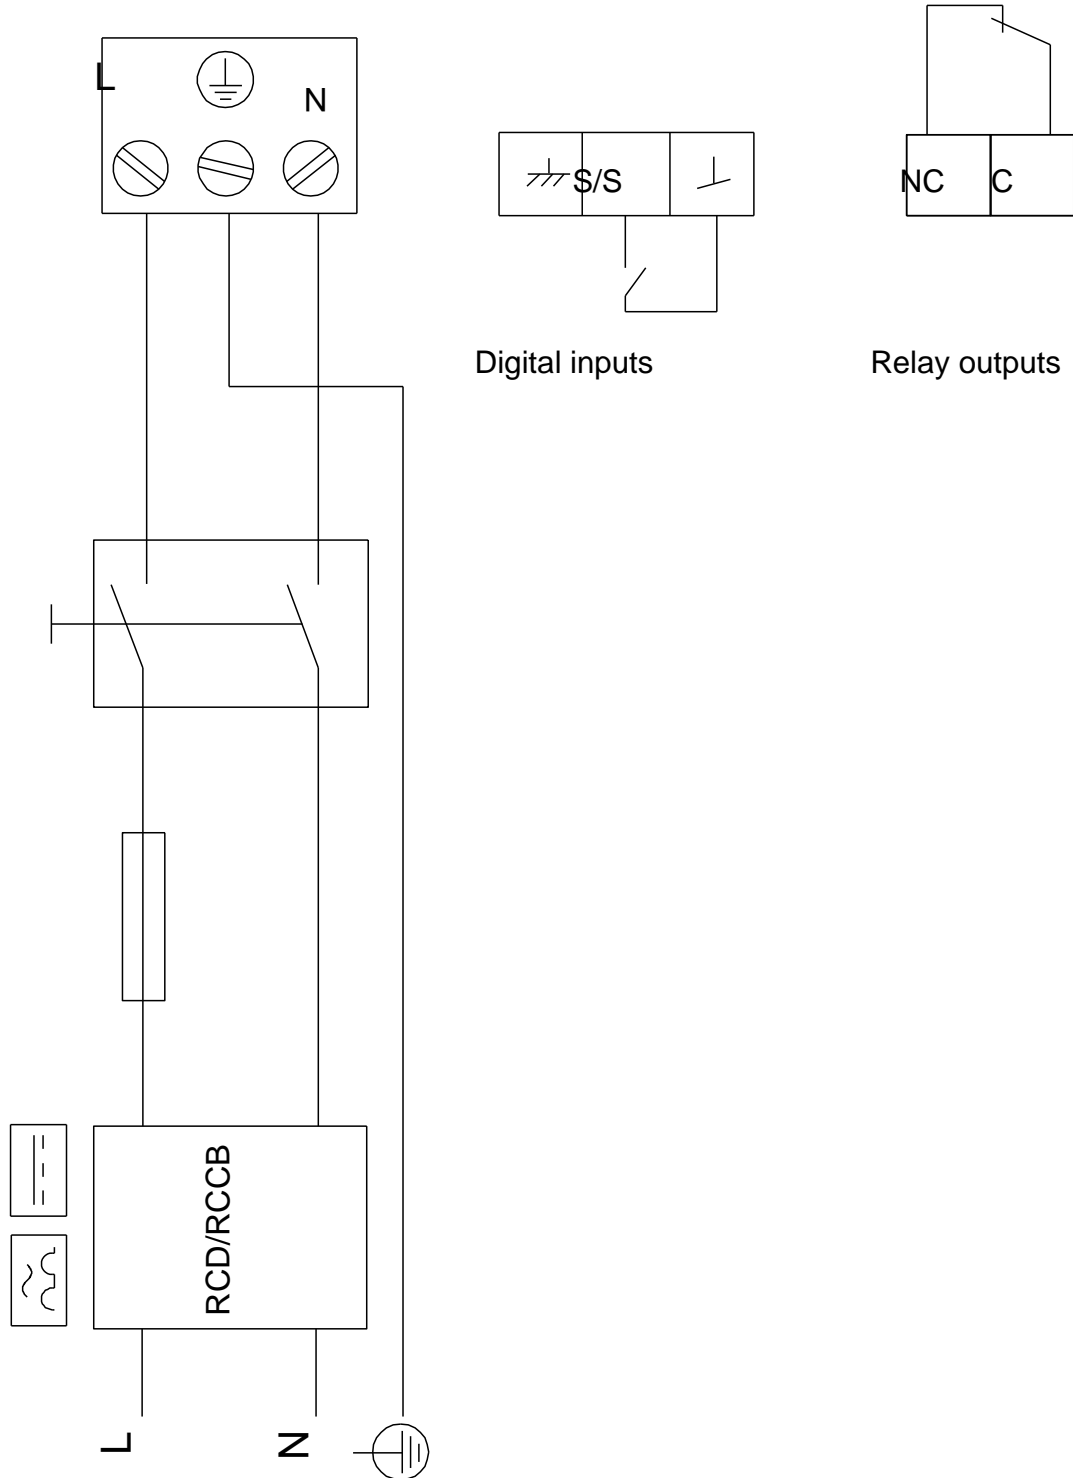 L
N
S/S
NC
C
Digital inputs
Relay outputs
RCD/RCCB
L
N